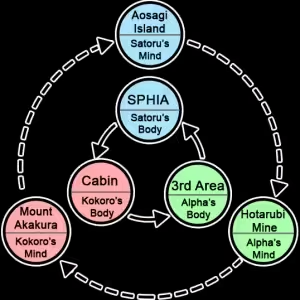 Aosagi
Island
Satoru's
Mind
SPHIA
Satoru's
Body
Cabin
Kokoro's
Body
3rd Area
Alpha's
Body
Mount
Akakura
Kokoro's
Mind
Hotarubi
Mine
Alpha's
Mind